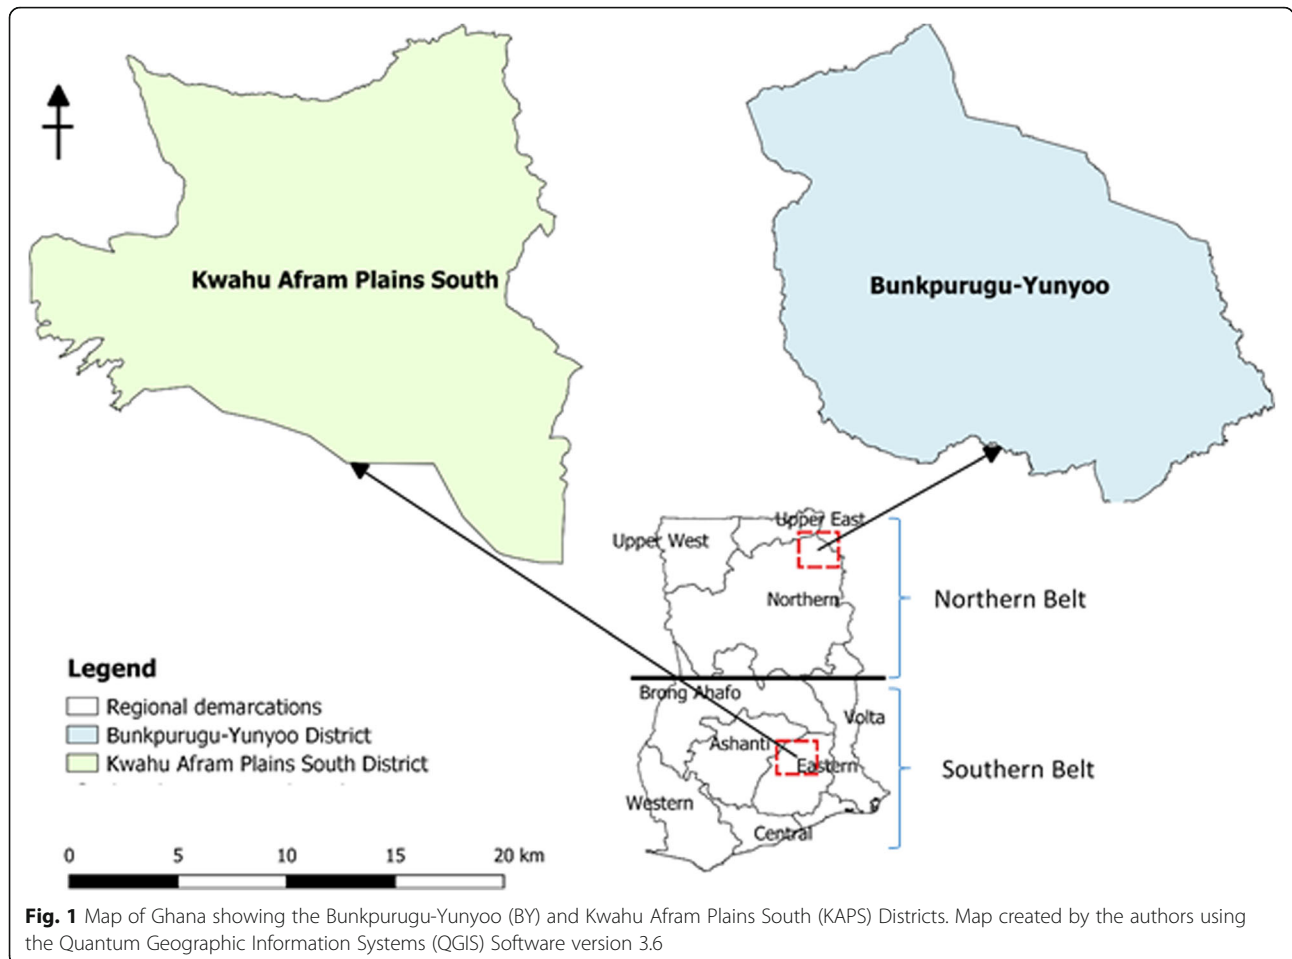 Kwahu Afram Plains South
Bunkpurugu-Yunyoo
Upper East
Upper West
Northern
Northern Belt
Brong Ahafo
Volta
Ashanti
Eastern
Southern Belt
Western
Central
Legend
Regional demarcations
Bunkpurugu-Yunyoo District
Kwahu Afram Plains South District
0 5 10 15 20 km
Fig. 1 Map of Ghana showing the Bunkpurugu-Yunyoo (BY) and Kwahu Afram Plains South (KAPS) Districts. Map created by the authors using
the Quantum Geographic Information Systems (QGIS) Software version 3.6